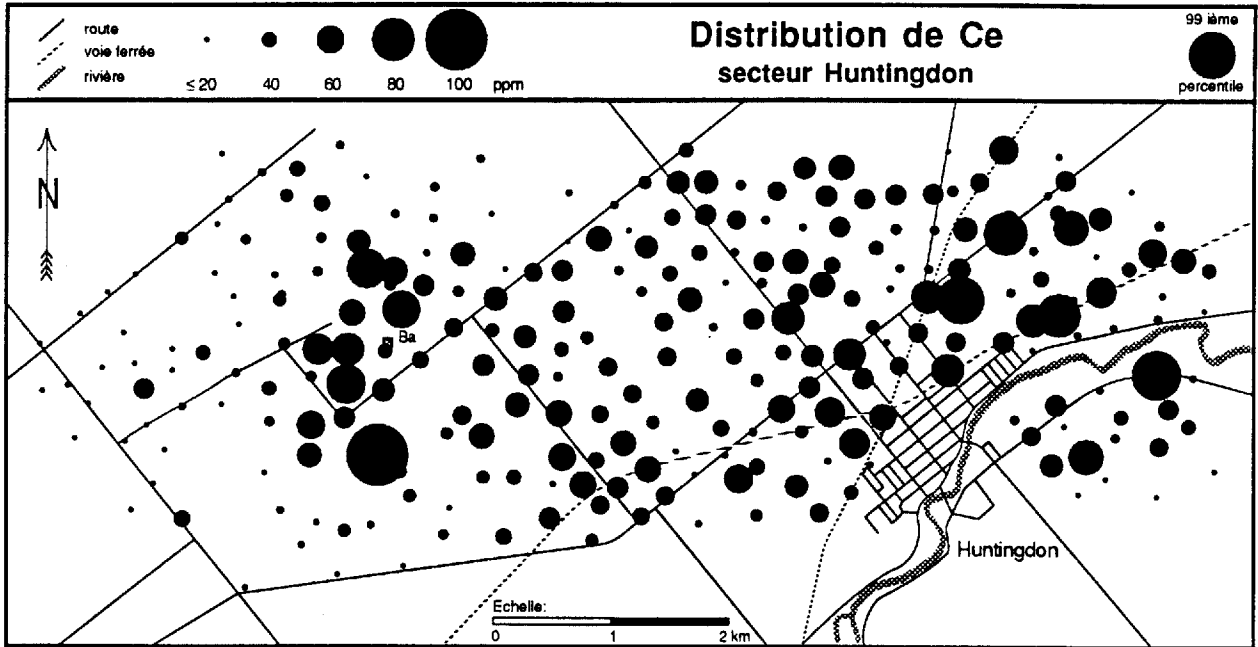 route
voie ferrée
rivière
≤ 20 40 60 80 100 ppm
Distribution de Ce
secteur Huntingdon
99 ième
percentile
N
Ba
Huntingdon
Echelle:
0 1 2 km